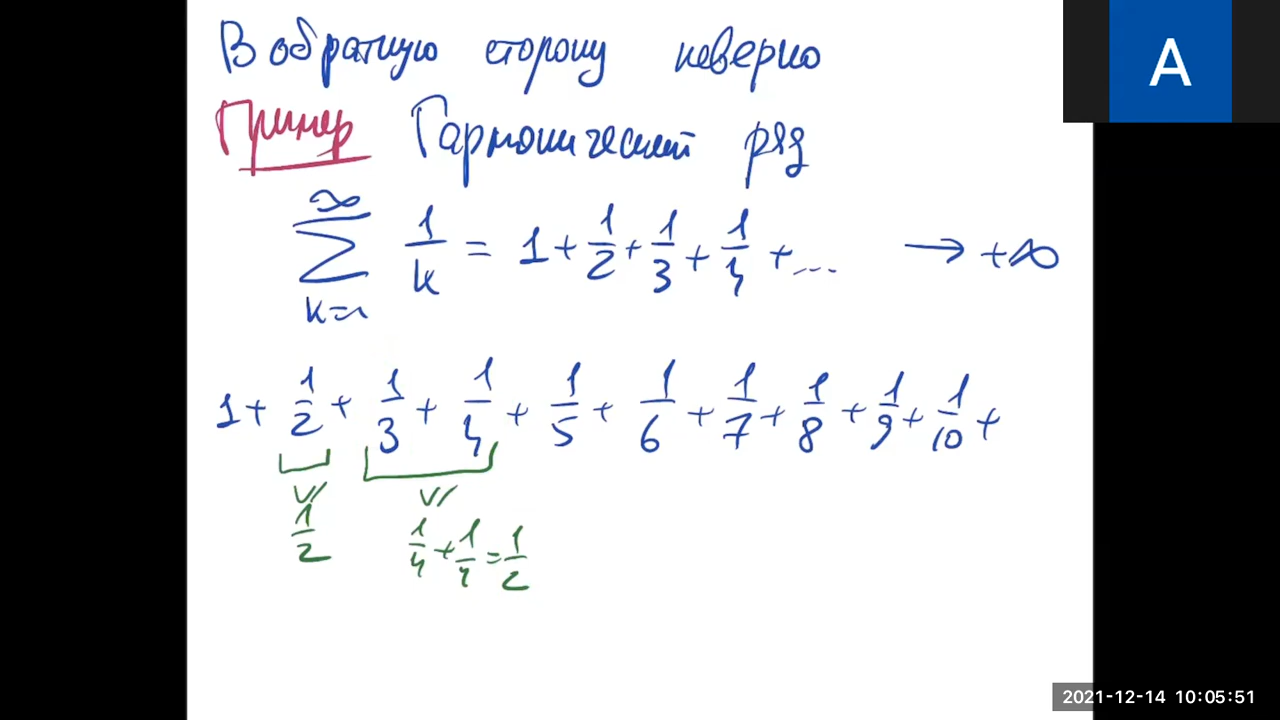 В обратную сторону неверно
A
Пример Гармонический ряд
∞
∑ 1/k = 1 + 1/2 + 1/3 + 1/4 + ... → +∞
k=1
1 + 1/2 + 1/3 + 1/4 + 1/5 + 1/6 + 1/7 + 1/8 + 1/9 + 1/10 +
\// \//
1/2 1/4 + 1/4 = 1/2
2021-12-14 10:05:51